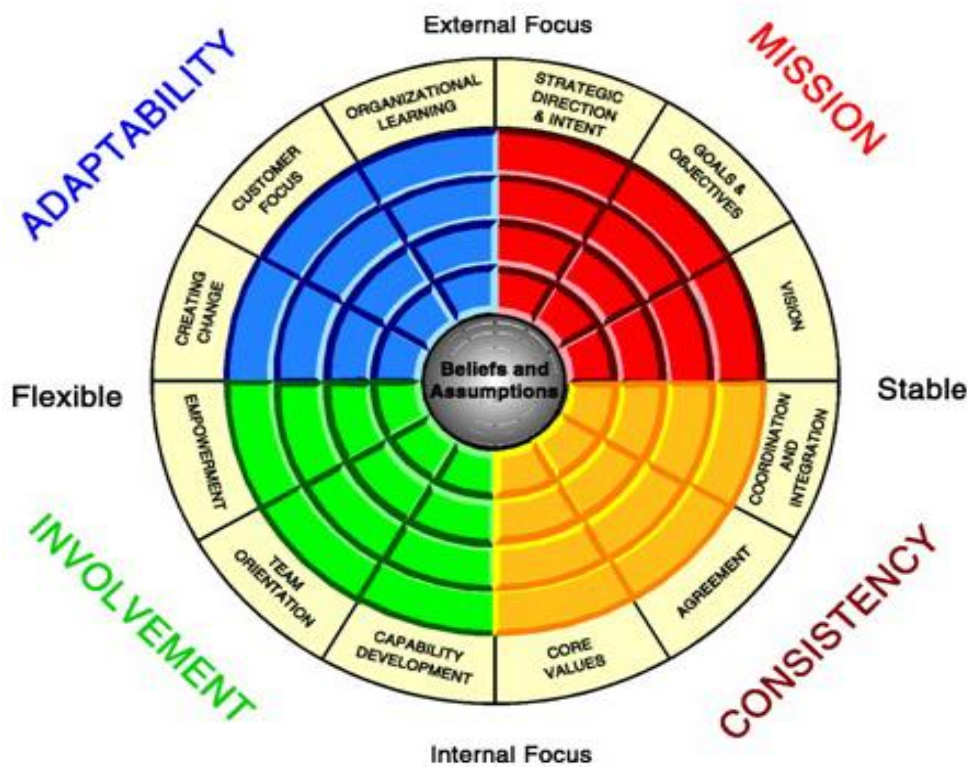 External Focus
ADAPTABILITY
MISSION
ORGANIZATIONAL
LEARNING
STRATEGIC
DIRECTION
& INTENT
CUSTOMER
FOCUS
GOALS &
OBJECTIVES
CREATING
CHANGE
VISION
Flexible
Beliefs and
Assumptions
Stable
EMPOWERMENT
COORDINATION
AND
INTEGRATION
TEAM
ORIENTATION
AGREEMENT
CAPABILITY
DEVELOPMENT
CORE
VALUES
INVOLVEMENT
CONSISTENCY
Internal Focus